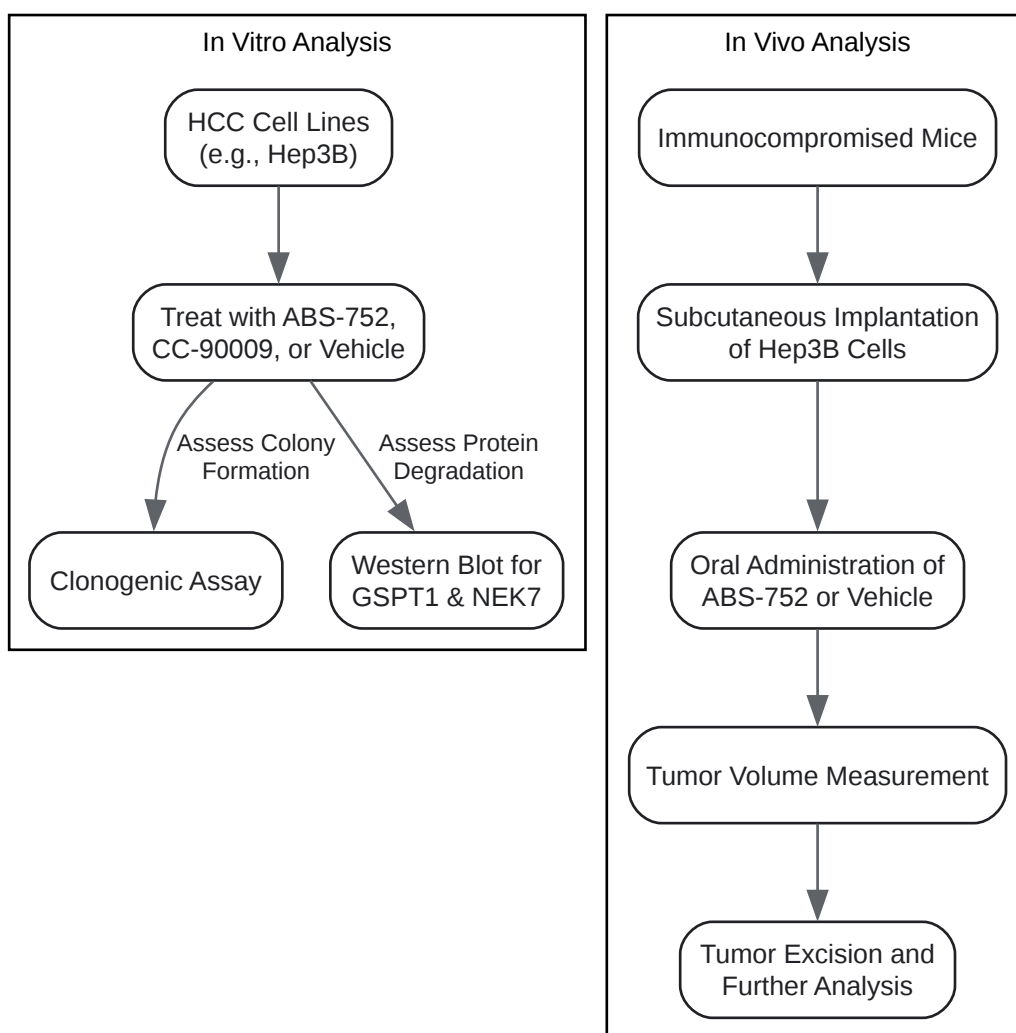 In Vitro Analysis
HCC Cell Lines
(e.g., Hep3B)
Treat with ABS-752,
CC-90009, or Vehicle
Assess Colony
Formation
Assess Protein
Degradation
Clonogenic Assay
Western Blot for
GSPT1 & NEK7
In Vivo Analysis
Immunocompromised Mice
Subcutaneous Implantation
of Hep3B Cells
Oral Administration of
ABS-752 or Vehicle
Tumor Volume Measurement
Tumor Excision and
Further Analysis